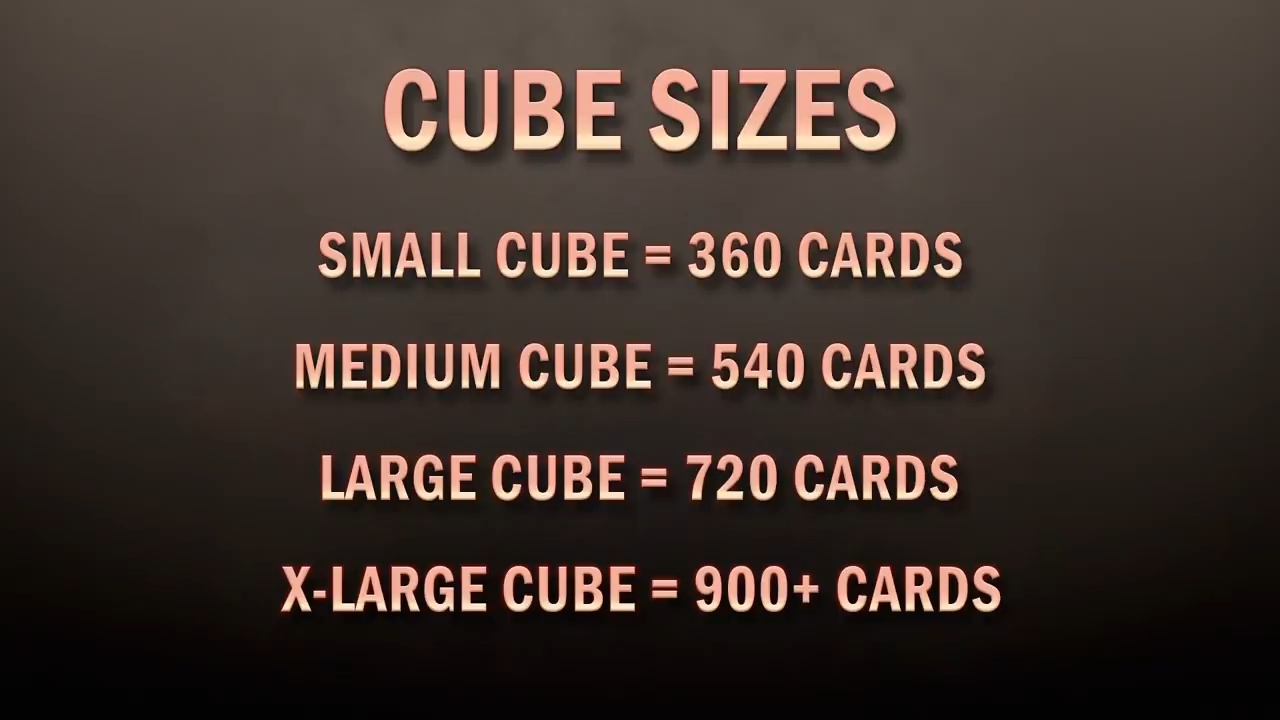 CUBE SIZES
SMALL CUBE = 360 CARDS
MEDIUM CUBE = 540 CARDS
LARGE CUBE = 720 CARDS
X-LARGE CUBE = 900+ CARDS